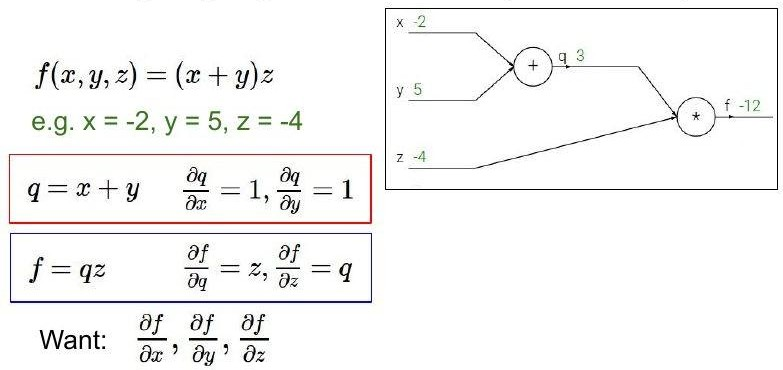 f(x, y, z) = (x + y)z
e.g. x = -2, y = 5, z = -4
q = x + y    ∂q/∂x = 1, ∂q/∂y = 1
f = qz    ∂f/∂q = z, ∂f/∂z = q
Want: ∂f/∂x, ∂f/∂y, ∂f/∂z
x -2
+
q 3
y 5
f -12
*
z -4